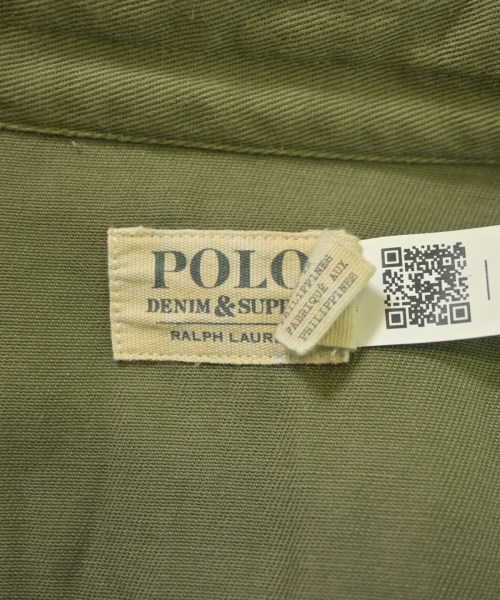 POLO
DENIM & SUPP
RALPH LAUR
PHILIPPINES
FABRIQUÉ AUX
PHILIPPINES